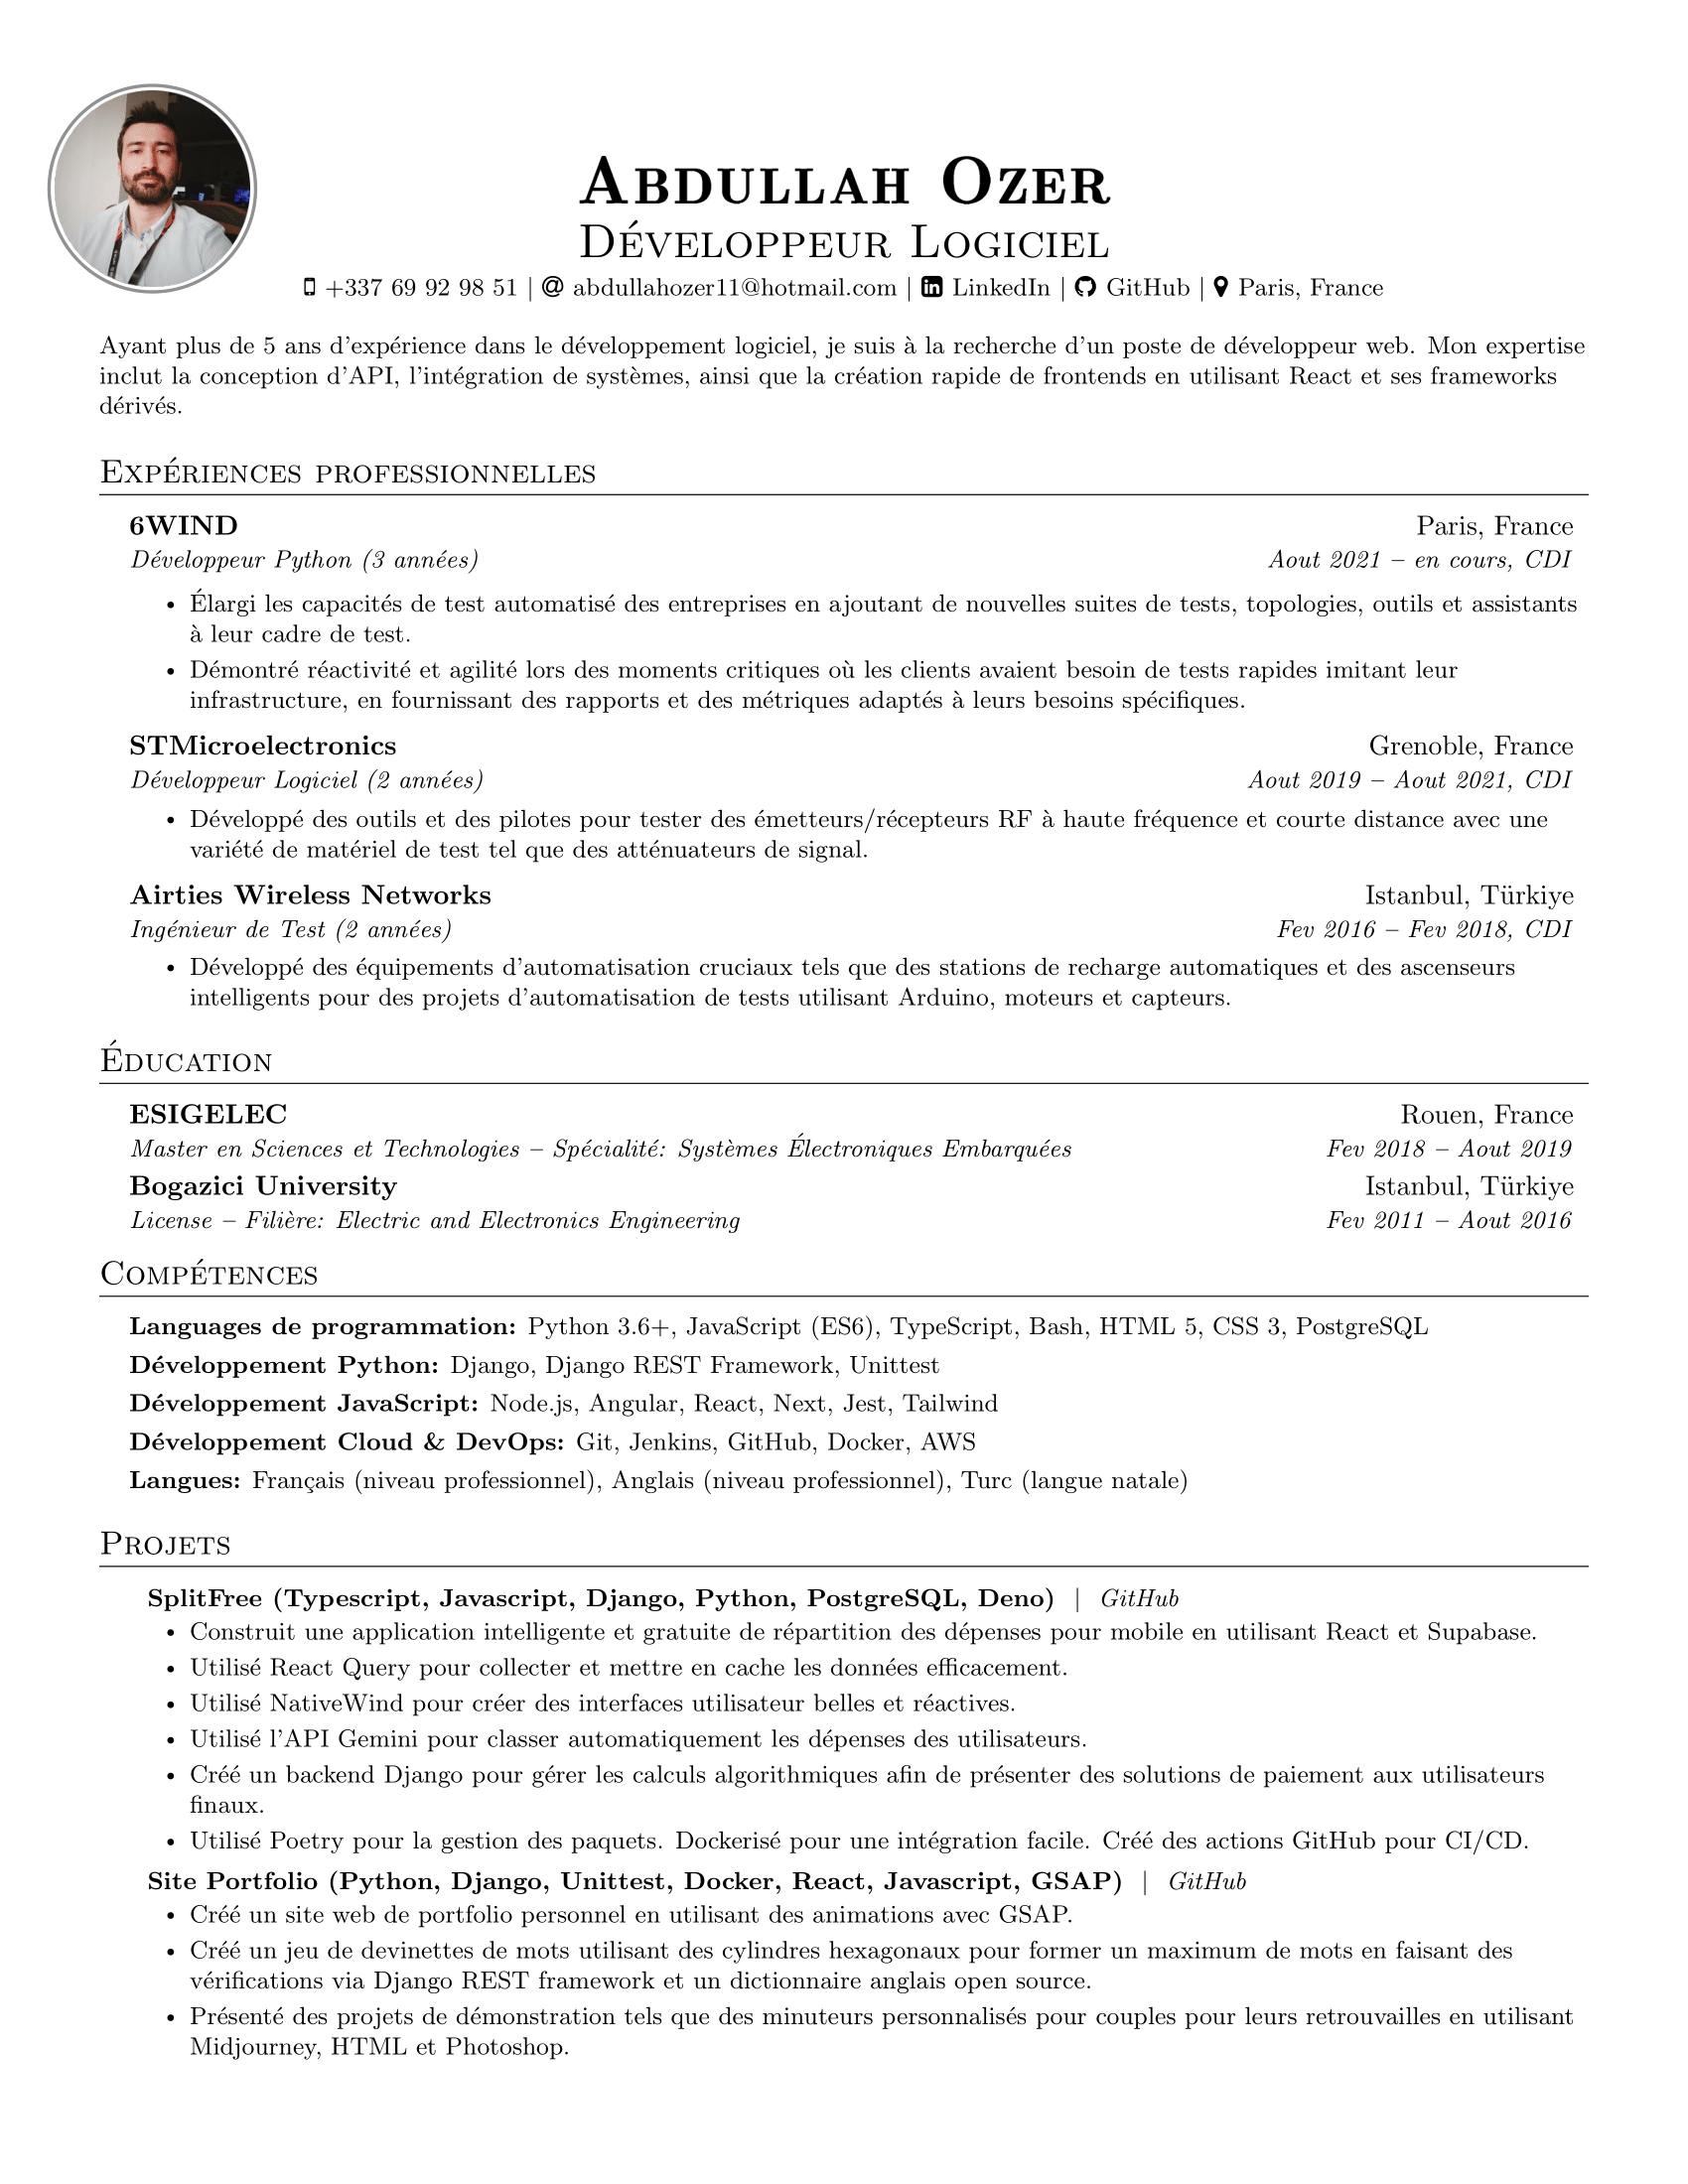 Abdullah Ozer
Développeur Logiciel
+337 69 92 98 51 | abdullahozer11@hotmail.com | LinkedIn | GitHub | Paris, France
Ayant plus de 5 ans d'expérience dans le développement logiciel, je suis à la recherche d'un poste de développeur web. Mon expertise
inclut la conception d'API, l'intégration de systèmes, ainsi que la création rapide de frontends en utilisant React et ses frameworks
dérivés.
Expériences professionnelles
6WIND Paris, France
Développeur Python (3 années) Aout 2021 – en cours, CDI
• Élargi les capacités de test automatisé des entreprises en ajoutant de nouvelles suites de tests, topologies, outils et assistants
à leur cadre de test.
• Démontré réactivité et agilité lors des moments critiques où les clients avaient besoin de tests rapides imitant leur
infrastructure, en fournissant des rapports et des métriques adaptés à leurs besoins spécifiques.
STMicroelectronics Grenoble, France
Développeur Logiciel (2 années) Aout 2019 – Aout 2021, CDI
• Développé des outils et des pilotes pour tester des émetteurs/récepteurs RF à haute fréquence et courte distance avec une
variété de matériel de test tel que des atténuateurs de signal.
Airties Wireless Networks Istanbul, Türkiye
Ingénieur de Test (2 années) Fev 2016 – Fev 2018, CDI
• Développé des équipements d'automatisation cruciaux tels que des stations de recharge automatiques et des ascenseurs
intelligents pour des projets d'automatisation de tests utilisant Arduino, moteurs et capteurs.
Éducation
ESIGELEC Rouen, France
Master en Sciences et Technologies – Spécialité: Systèmes Électroniques Embarquées Fev 2018 – Aout 2019
Bogazici University Istanbul, Türkiye
License – Filière: Electric and Electronics Engineering Fev 2011 – Aout 2016
Compétences
Languages de programmation: Python 3.6+, JavaScript (ES6), TypeScript, Bash, HTML 5, CSS 3, PostgreSQL
Développement Python: Django, Django REST Framework, Unittest
Développement JavaScript: Node.js, Angular, React, Next, Jest, Tailwind
Développement Cloud & DevOps: Git, Jenkins, GitHub, Docker, AWS
Langues: Français (niveau professionnel), Anglais (niveau professionnel), Turc (langue natale)
Projets
SplitFree (Typescript, Javascript, Django, Python, PostgreSQL, Deno) | GitHub
• Construit une application intelligente et gratuite de répartition des dépenses pour mobile en utilisant React et Supabase.
• Utilisé React Query pour collecter et mettre en cache les données efficacement.
• Utilisé NativeWind pour créer des interfaces utilisateur belles et réactives.
• Utilisé l'API Gemini pour classer automatiquement les dépenses des utilisateurs.
• Créé un backend Django pour gérer les calculs algorithmiques afin de présenter des solutions de paiement aux utilisateurs
finaux.
• Utilisé Poetry pour la gestion des paquets. Dockerisé pour une intégration facile. Créé des actions GitHub pour CI/CD.
Site Portfolio (Python, Django, Unittest, Docker, React, Javascript, GSAP) | GitHub
• Créé un site web de portfolio personnel en utilisant des animations avec GSAP.
• Créé un jeu de devinettes de mots utilisant des cylindres hexagonaux pour former un maximum de mots en faisant des
vérifications via Django REST framework et un dictionnaire anglais open source.
• Présenté des projets de démonstration tels que des minuteurs personnalisés pour couples pour leurs retrouvailles en utilisant
Midjourney, HTML et Photoshop.